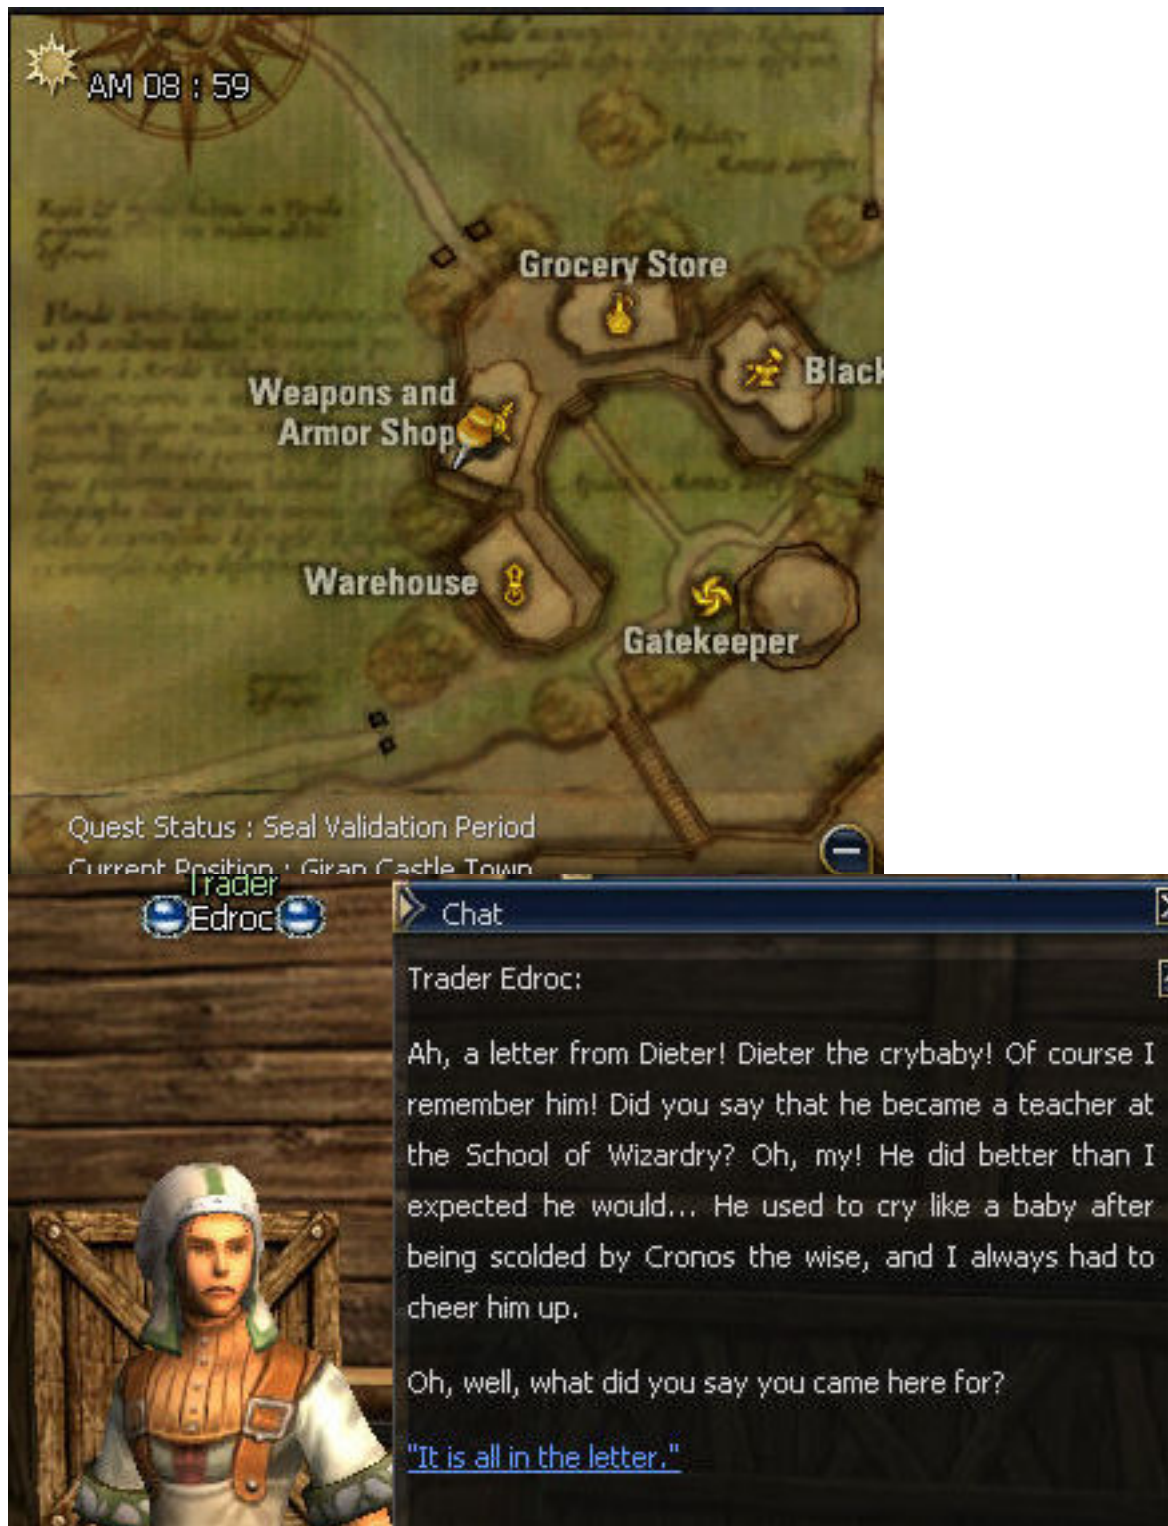 AM 08 : 59
Grocery Store
Black
Weapons and
Armor Shop
Warehouse
Gatekeeper
Quest Status : Seal Validation Period
Current Position : Giran Castle Town
Trader
Edroc
Chat
Trader Edroc:
Ah, a letter from Dieter! Dieter the crybaby! Of course I
remember him! Did you say that he became a teacher at
the School of Wizardry? Oh, my! He did better than I
expected he would... He used to cry like a baby after
being scolded by Cronos the wise, and I always had to
cheer him up.
Oh, well, what did you say you came here for?
"It is all in the letter."